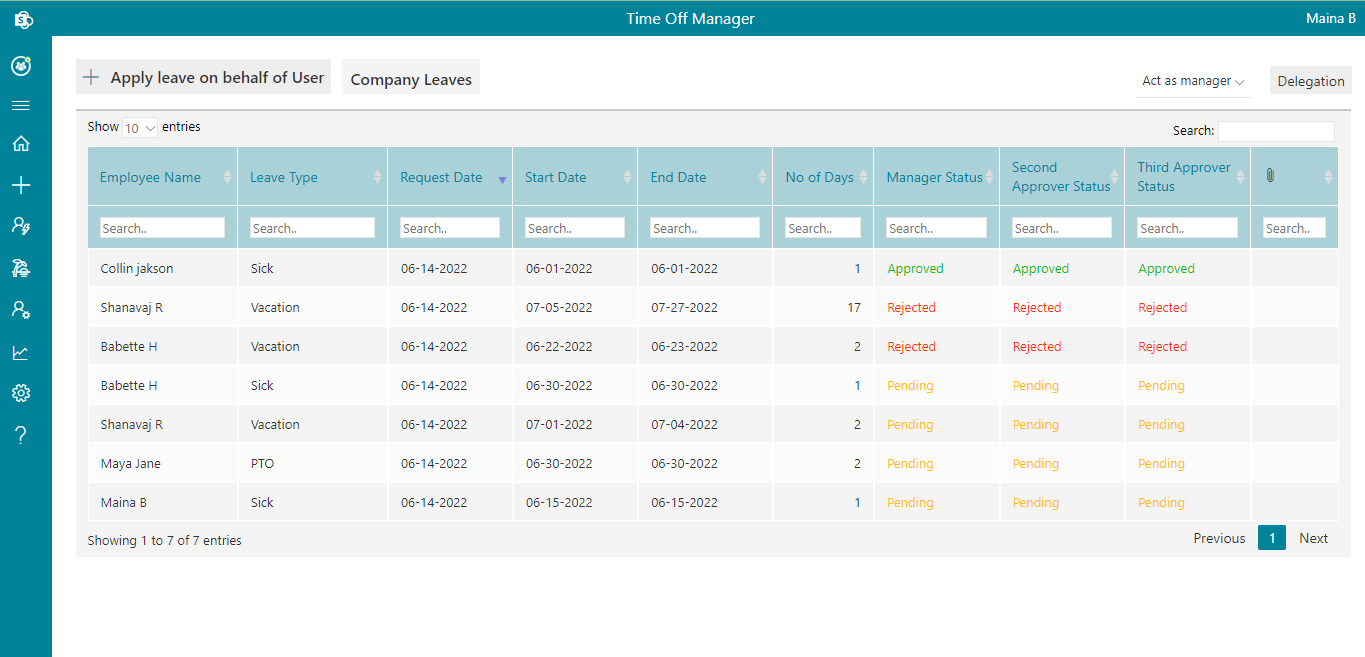 Time Off Manager
Maina B
Apply leave on behalf of User
Company Leaves
Act as manager
Delegation
Show 10 entries
Search:
Employee Name Leave Type Request Date Start Date End Date No of Days Manager Status Second Approver Status Third Approver Status
Search.. Search.. Search.. Search.. Search.. Search.. Search.. Search.. Search.. Search..
Collin jakson Sick 06-14-2022 06-01-2022 06-01-2022 1 Approved Approved Approved
Shanavaj R Vacation 06-14-2022 07-05-2022 07-27-2022 17 Rejected Rejected Rejected
Babette H Vacation 06-14-2022 06-22-2022 06-23-2022 2 Rejected Rejected Rejected
Babette H Sick 06-14-2022 06-30-2022 06-30-2022 1 Pending Pending Pending
Shanavaj R Vacation 06-14-2022 07-01-2022 07-04-2022 2 Pending Pending Pending
Maya Jane PTO 06-14-2022 06-30-2022 06-30-2022 2 Pending Pending Pending
Maina B Sick 06-14-2022 06-15-2022 06-15-2022 1 Pending Pending Pending
Showing 1 to 7 of 7 entries
Previous 1 Next